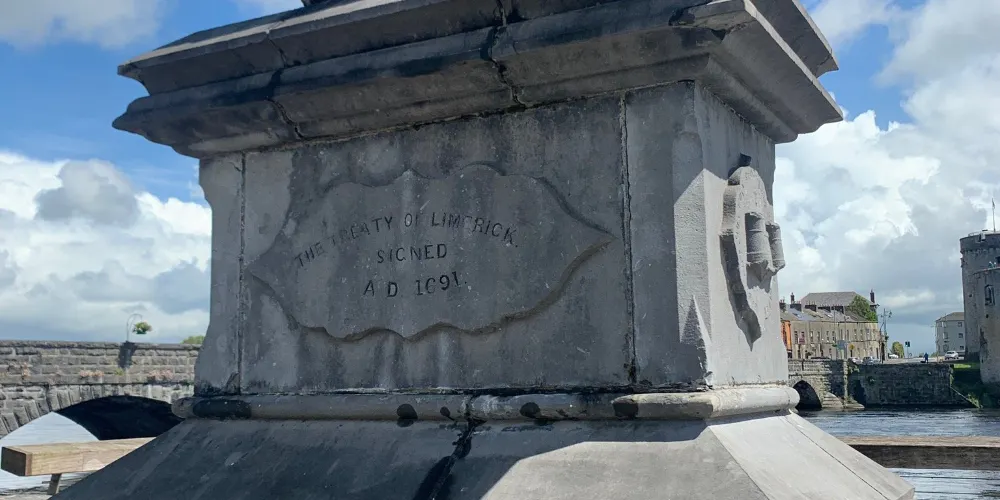 THE TREATY OF LIMERICK.
SIGNED
A D 1691.